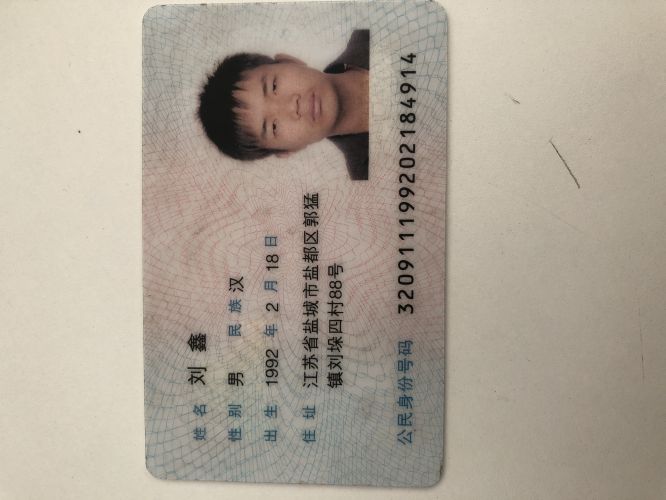 姓名 刘鑫
性别 男 民族 汉
出生 1992 年 2 月 18 日
住址 江苏省盐城市盐都区郭猛
镇刘垛四村88号
公民身份号码 320911199202184914